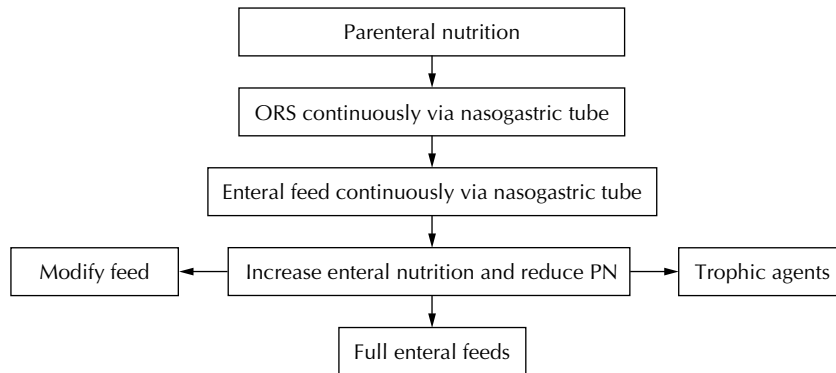 Parenteral nutrition
ORS continuously via nasogastric tube
Enteral feed continuously via nasogastric tube
Modify feed
Increase enteral nutrition and reduce PN
Trophic agents
Full enteral feeds